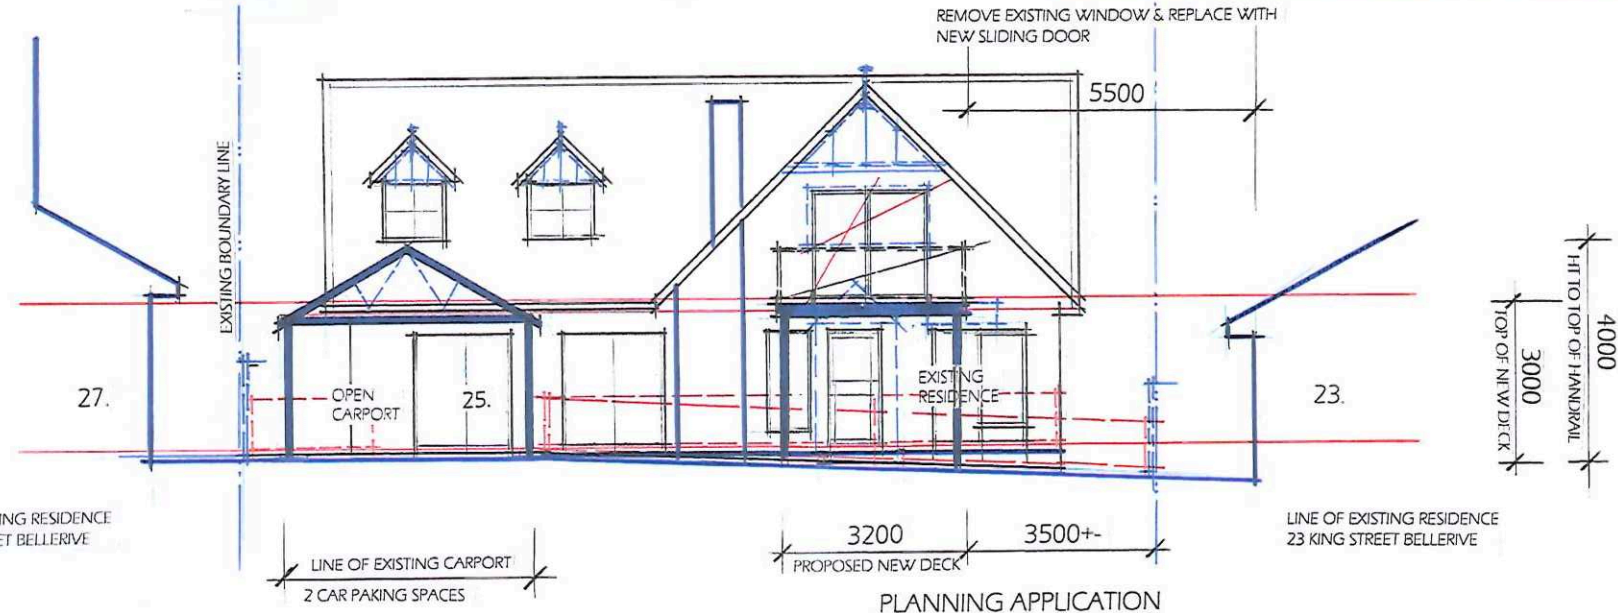 REMOVE EXISTING WINDOW & REPLACE WITH
NEW SLIDING DOOR
5500
EXISTING BOUNDARY LINE
27.
OPEN
CARPORT
25.
EXISTING
RESIDENCE
23.
3000
TOP OF NEW DECK
4000
HT TO TOP OF HANDRAIL
RESIDENCE
BELLERIVE
LINE OF EXISTING CARPORT
2 CAR PAKING SPACES
3200
PROPOSED NEW DECK
3500+-
LINE OF EXISTING RESIDENCE
23 KING STREET BELLERIVE
PLANNING APPLICATION